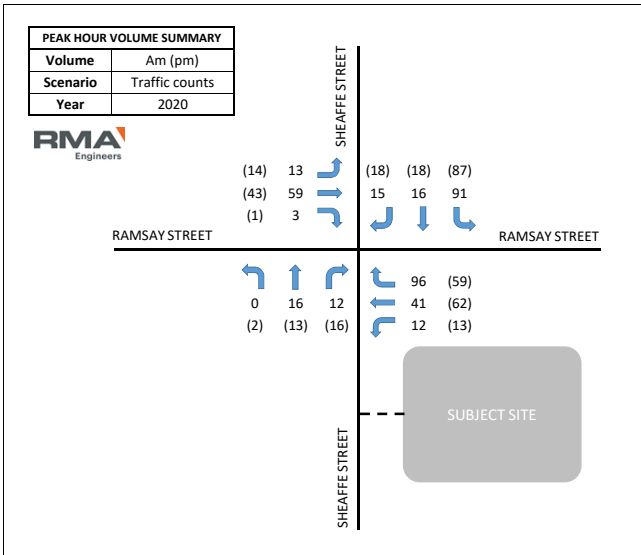 PEAK HOUR VOLUME SUMMARY
Volume Am (pm)
Scenario Traffic counts
Year 2020
RMA
Engineers
SHEAFFE STREET
(14) 13 (18) (18) (87)
(43) 59 15 16 91
(1) 3
RAMSAY STREET RAMSAY STREET
96 (59)
0 16 12 41 (62)
(2) (13) (16) 12 (13)
SUBJECT SITE
SHEAFFE STREET